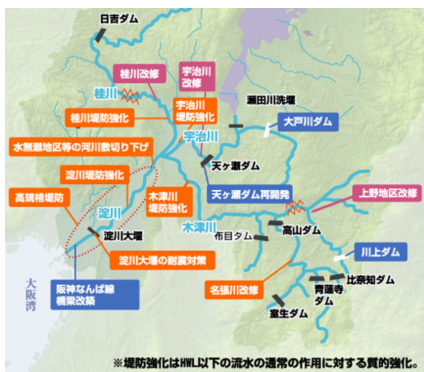 日吉ダム
桂川改修
宇治川
改修
桂川
瀬田川洗堰
宇治川
堤防強化
桂川堤防強化
大戸川ダム
宇治川
水無瀬地区等の河川敷切り下げ
天ヶ瀬ダム
淀川堤防強化
天ヶ瀬ダム再開発
上野地区改修
高規格堤防
木津川
堤防強化
淀川
木津川
高山ダム
布目ダム
淀川大堰
川上ダム
淀川大堰の耐震対策
大阪湾
比奈知ダム
阪神なんば線
橋梁改築
名張川改修
青蓮寺
ダム
室生ダム
※堤防強化はHWL以下の流水の通常の作用に対する質的強化。